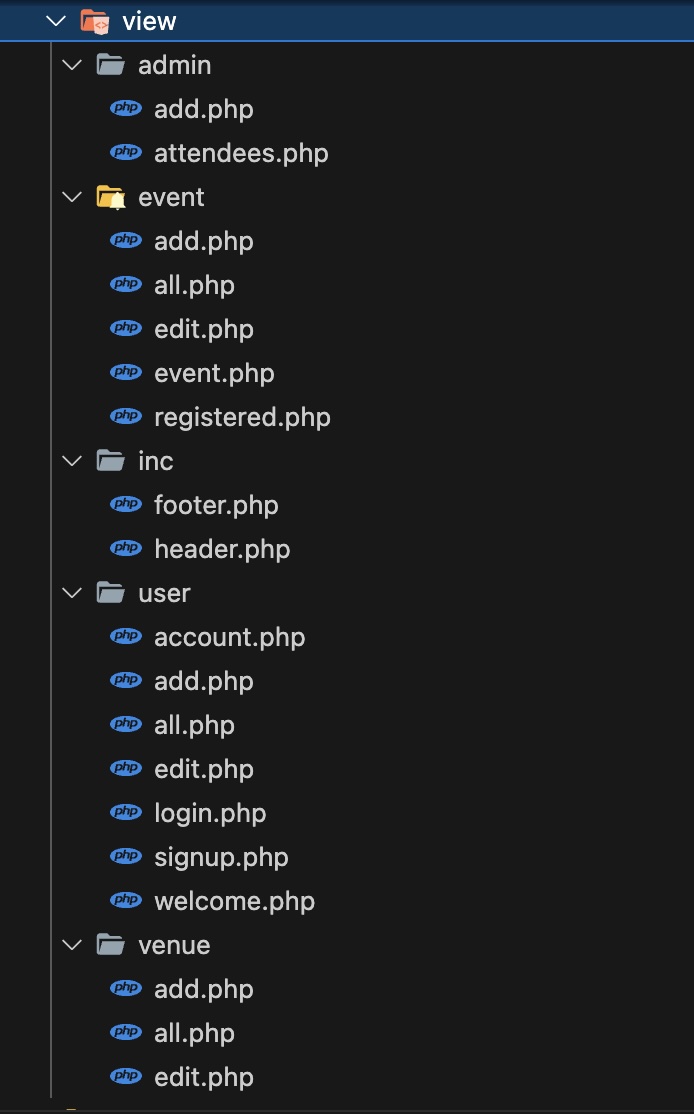 view
admin
php add.php
php attendees.php
event
php add.php
php all.php
php edit.php
php event.php
php registered.php
inc
php footer.php
php header.php
user
php account.php
php add.php
php all.php
php edit.php
php login.php
php signup.php
php welcome.php
venue
php add.php
php all.php
php edit.php